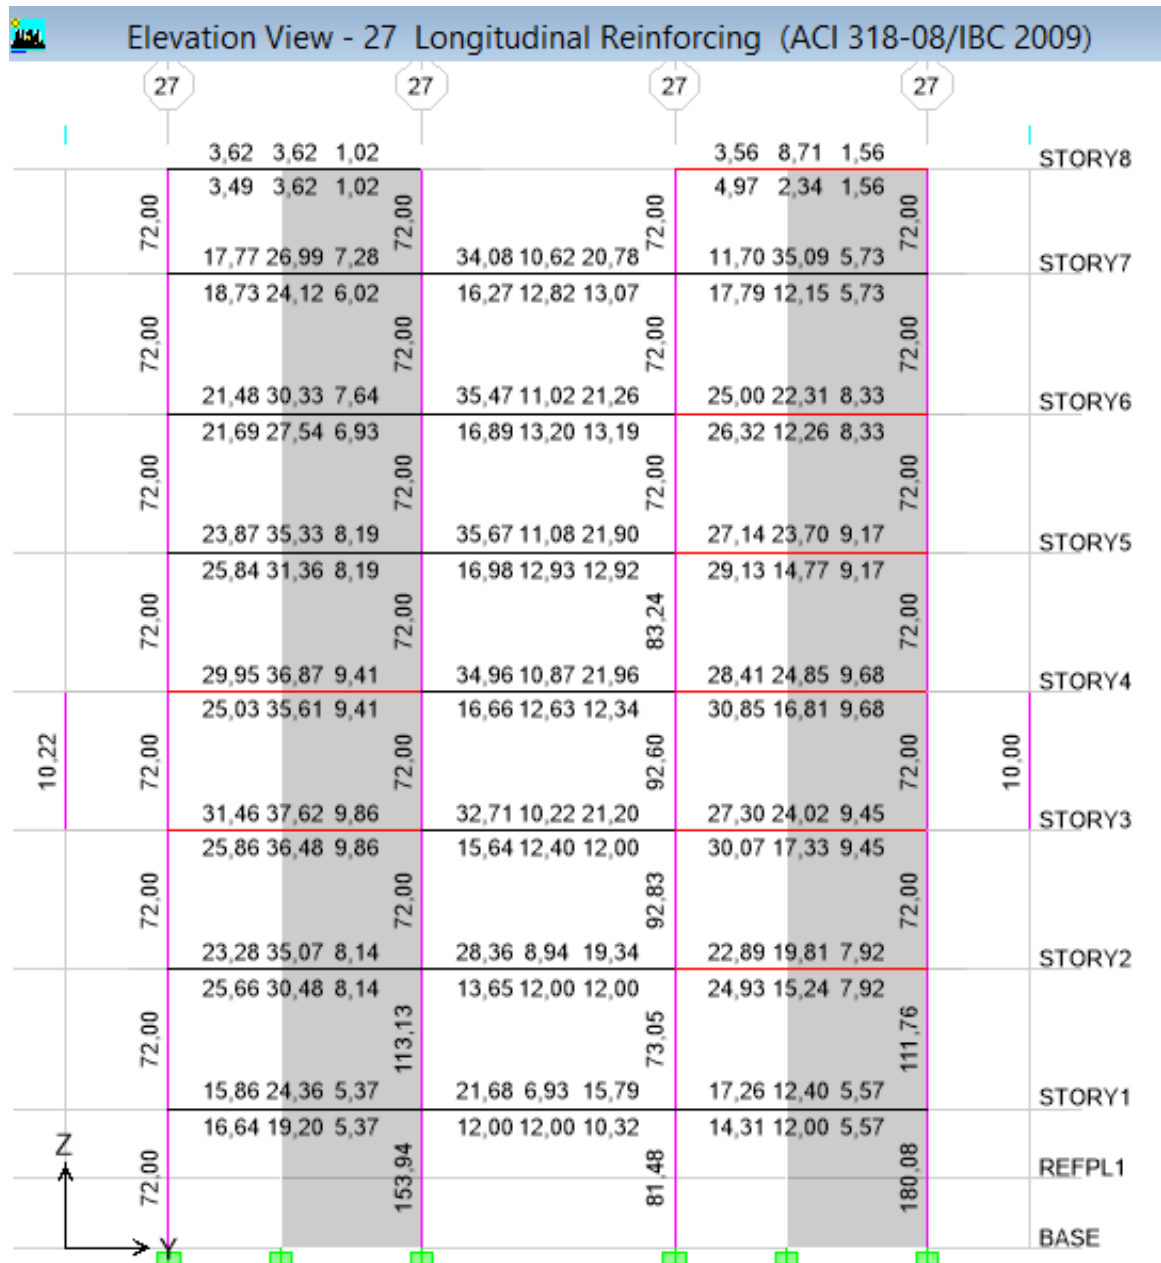 Elevation View - 27 Longitudinal Reinforcing (ACI 318-08/IBC 2009)
27 27 27 27
3,62 3,62 1,02 3,56 8,71 1,56 STORY8
3,49 3,62 1,02 4,97 2,34 1,56
72,00 72,00 72,00 72,00
17,77 26,99 7,28 34,08 10,62 20,78 11,70 35,09 5,73 STORY7
18,73 24,12 6,02 16,27 12,82 13,07 17,79 12,15 5,73
72,00 72,00 72,00 72,00
21,48 30,33 7,64 35,47 11,02 21,26 25,00 22,31 8,33 STORY6
21,69 27,54 6,93 16,89 13,20 13,19 26,32 12,26 8,33
72,00 72,00 72,00 72,00
23,87 35,33 8,19 35,67 11,08 21,90 27,14 23,70 9,17 STORY5
25,84 31,36 8,19 16,98 12,93 12,92 29,13 14,77 9,17
72,00 72,00 83,24 72,00
29,95 36,87 9,41 34,96 10,87 21,96 28,41 24,85 9,68 STORY4
25,03 35,61 9,41 16,66 12,63 12,34 30,85 16,81 9,68
10,22 72,00 72,00 92,60 72,00 10,00
31,46 37,62 9,86 32,71 10,22 21,20 27,30 24,02 9,45 STORY3
25,86 36,48 9,86 15,64 12,40 12,00 30,07 17,33 9,45
72,00 72,00 92,83 72,00
23,28 35,07 8,14 28,36 8,94 19,34 22,89 19,81 7,92 STORY2
25,66 30,48 8,14 13,65 12,00 12,00 24,93 15,24 7,92
72,00 113,13 73,05 111,76
15,86 24,36 5,37 21,68 6,93 15,79 17,26 12,40 5,57 STORY1
16,64 19,20 5,37 12,00 12,00 10,32 14,31 12,00 5,57
Z 72,00 153,94 81,48 180,08 REFPL1
Y BASE